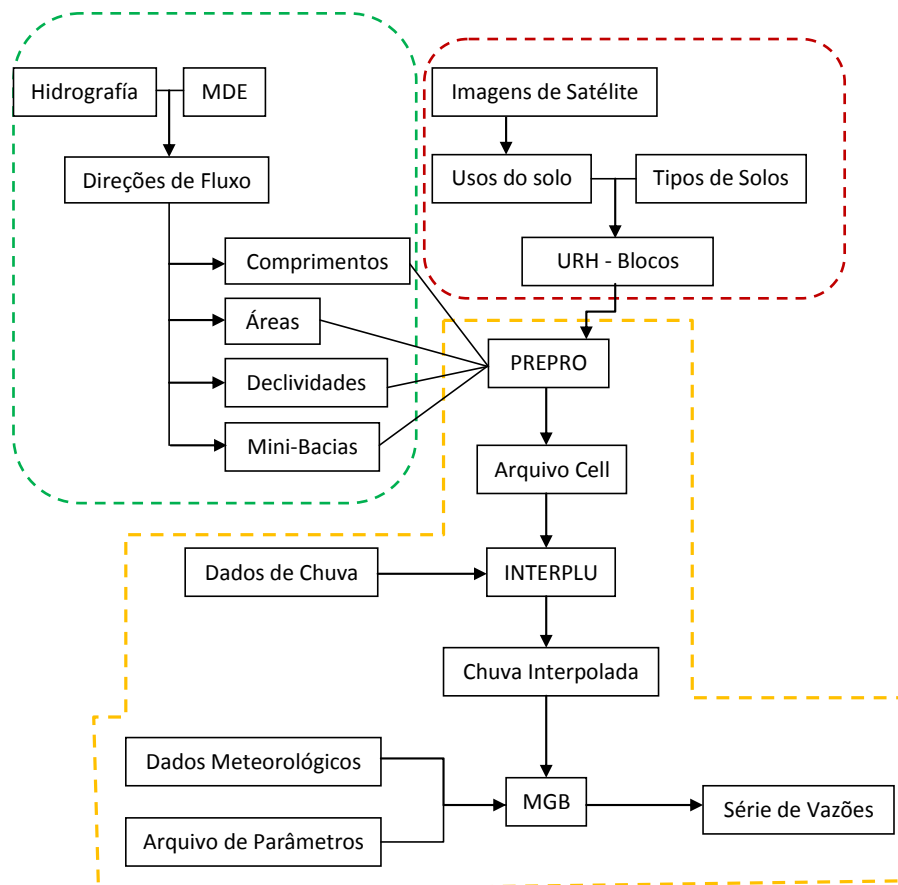 Hidrografía
MDE
Imagens de Satélite
Direções de Fluxo
Usos do solo
Tipos de Solos
Comprimentos
URH - Blocos
Áreas
PREPRO
Declividades
Mini-Bacias
Arquivo Cell
Dados de Chuva
INTERPLU
Chuva Interpolada
Dados Meteorológicos
MGB
Série de Vazões
Arquivo de Parâmetros